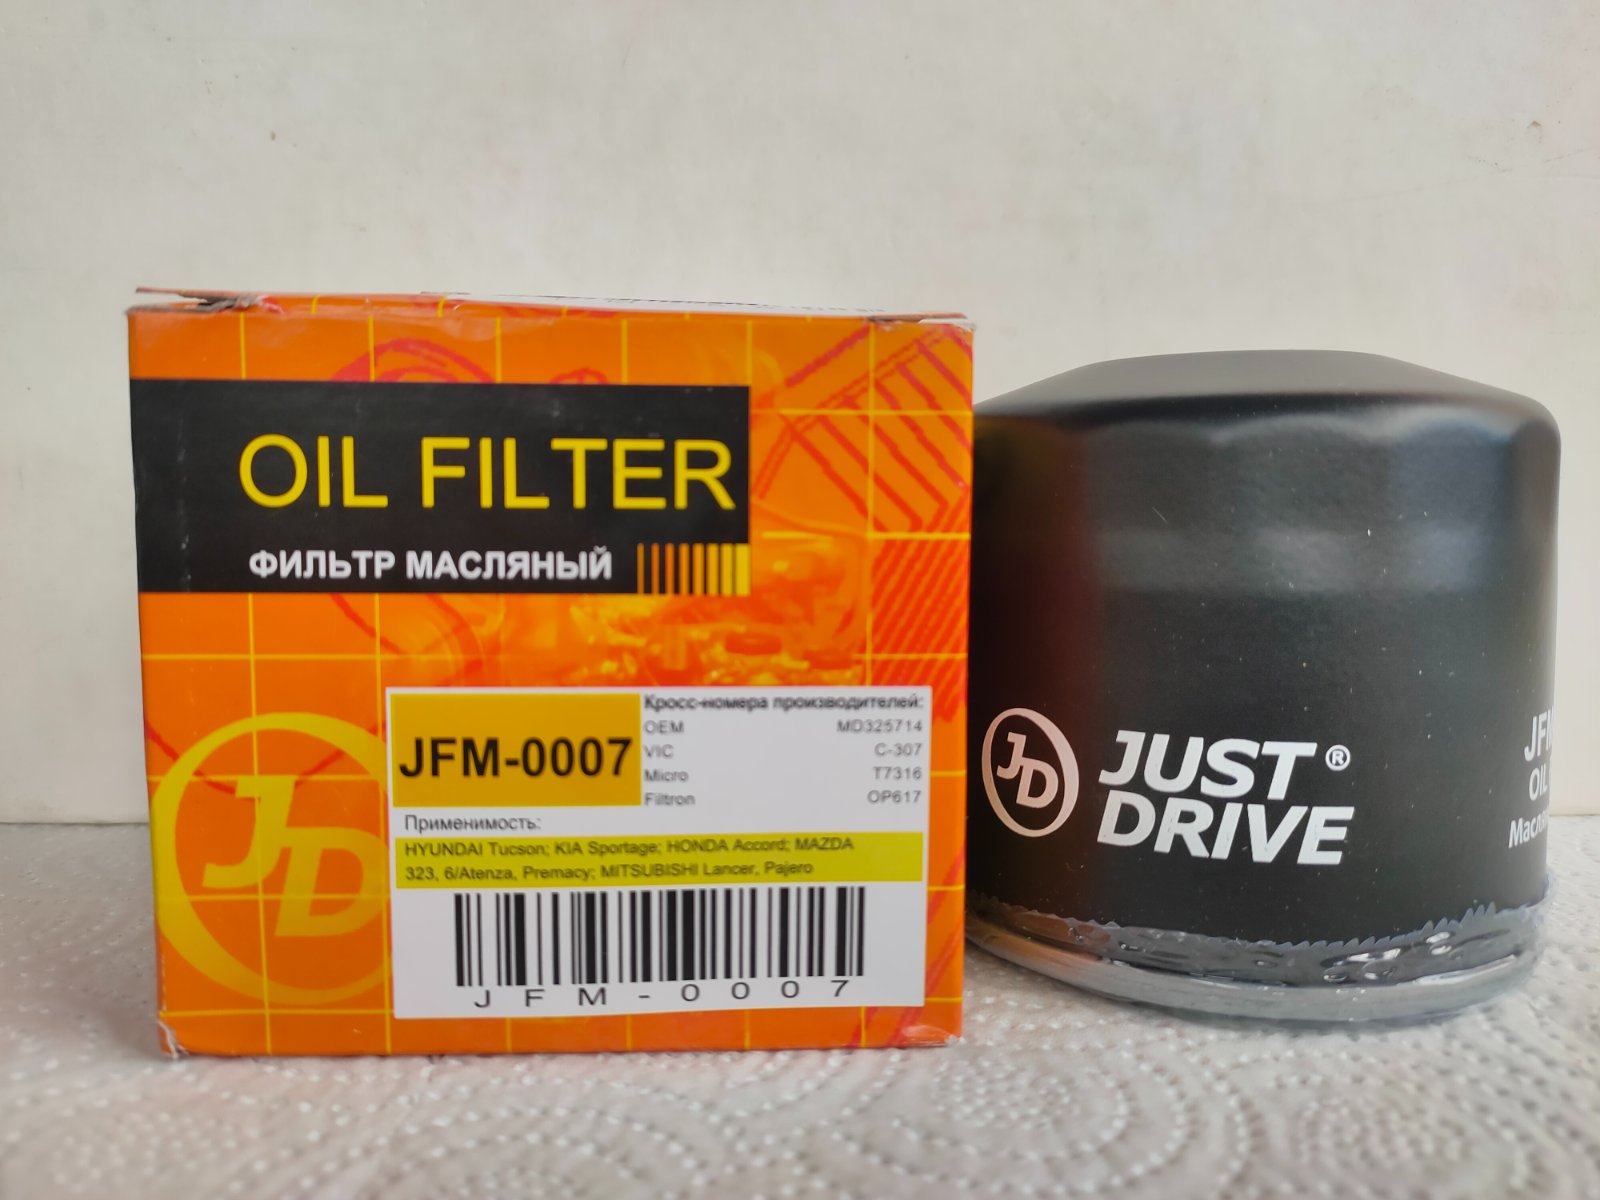 OIL FILTER
ФИЛЬТР МАСЛЯНЫЙ
JD
JFM-0007
Кросс-номера производителей:
OEM MD325714
VIC C-307
Micro T7316
Filtron OP617
Применимость:
HYUNDAI Tucson; KIA Sportage; HONDA Accord; MAZDA
323, 6/Atenza, Premacy; MITSUBISHI Lancer, Pajero
JFM-0007
JD
JUST ®
DRIVE
OIL